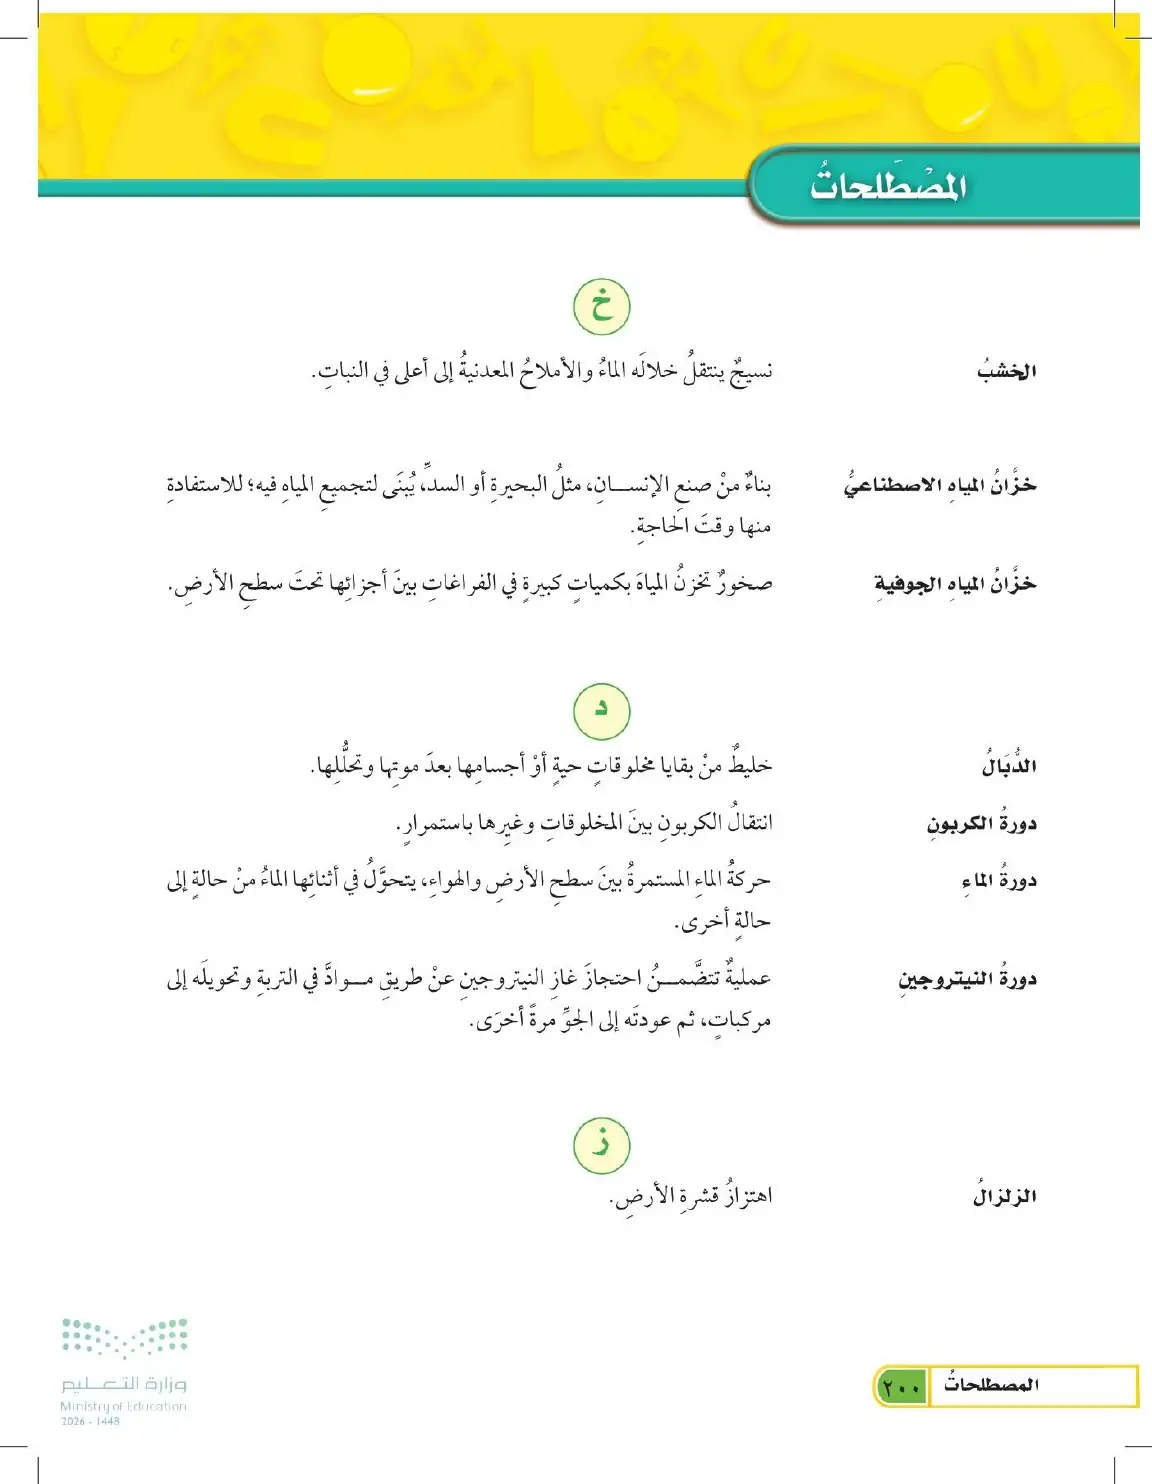 المصْطَلحاتُ
خ
الخشبُ
نسيجٌ ينتقلُ خلالَه الماءُ والأملاحُ المعدنيةُ إلى أعلى في النباتِ.
خزَّانُ المياهِ الاصطناعيُّ
بناءٌ منْ صنعِ الإنســانِ، مثلُ البحيرةِ أو السدِّ، يُبنَى لتجميعِ المياهِ فيه؛ للاستفادةِ
منها وقتَ الحاجةِ.
خزَّانُ المياهِ الجوفيةِ
صخورٌ تخزنُ المياهَ بكمياتٍ كبيرةٍ في الفراغاتِ بينَ أجزائِها تحتَ سطحِ الأرضِ.
د
الدُّبَالُ
خليطٌ منْ بقايا مخلوقاتٍ حيةٍ أوْ أجسامِها بعدَ موتِها وتحلُّلِها.
دورةُ الكربونِ
انتقالُ الكربونِ بينَ المخلوقاتِ وغيرِها باستمرارٍ.
دورةُ الماءِ
حركةُ الماءِ المستمرةُ بينَ سطحِ الأرضِ والهواءِ، يتحوَّلُ في أثنائِها الماءُ منْ حالةٍ إلى
حالةٍ أخرى.
دورةُ النيتروجينِ
عمليةٌ تتضَّمــنُ احتجازَ غازِ النيتروجينِ عنْ طريقِ مــوادَّ في التربةِ وتحويلَه إلى
مركباتٍ، ثم عودتَه إلى الجوِّ مرةً أخرَى.
ز
الزلزالُ
اهتزازُ قشرةِ الأرضِ.
وزارة التعليم
Ministry of Education
2026 - 1448
المصطلحاتُ
٢٠٠